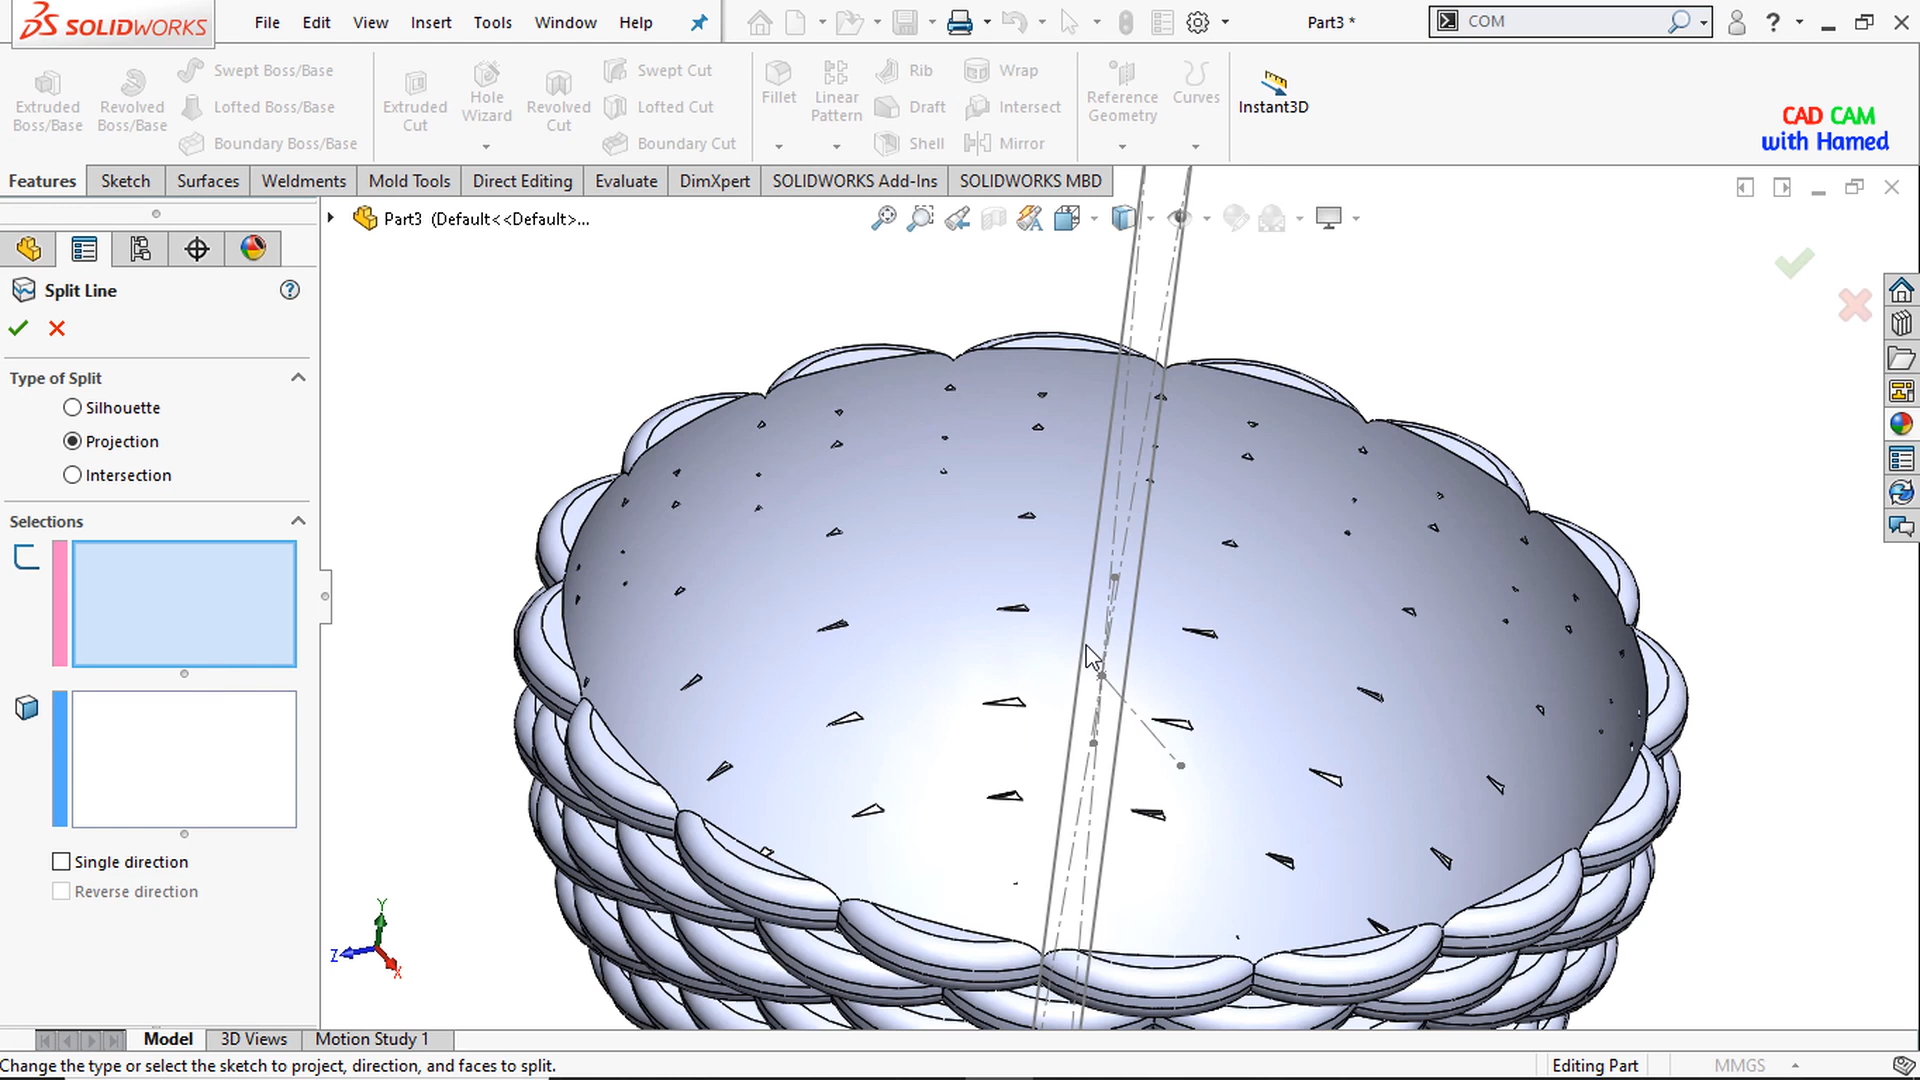 SOLIDWORKS File Edit View Insert Tools Window Help Part3 * COM ?
Extruded Boss/Base
Revolved Boss/Base
Swept Boss/Base
Lofted Boss/Base
Boundary Boss/Base
Extruded Cut
Hole Wizard
Revolved Cut
Swept Cut
Lofted Cut
Boundary Cut
Fillet
Linear Pattern
Rib
Draft
Shell
Wrap
Intersect
Mirror
Reference Geometry
Curves
Instant3D
CAD CAM
with Hamed
Features Sketch Surfaces Weldments Mold Tools Direct Editing Evaluate DimXpert SOLIDWORKS Add-Ins SOLIDWORKS MBD
Part3 (Default<<Default>...
Split Line ?
Type of Split
Silhouette
Projection
Intersection
Selections
Single direction
Reverse direction
Y
Z
X
Model 3D Views Motion Study 1
Change the type or select the sketch to project, direction, and faces to split. Editing Part MMGS